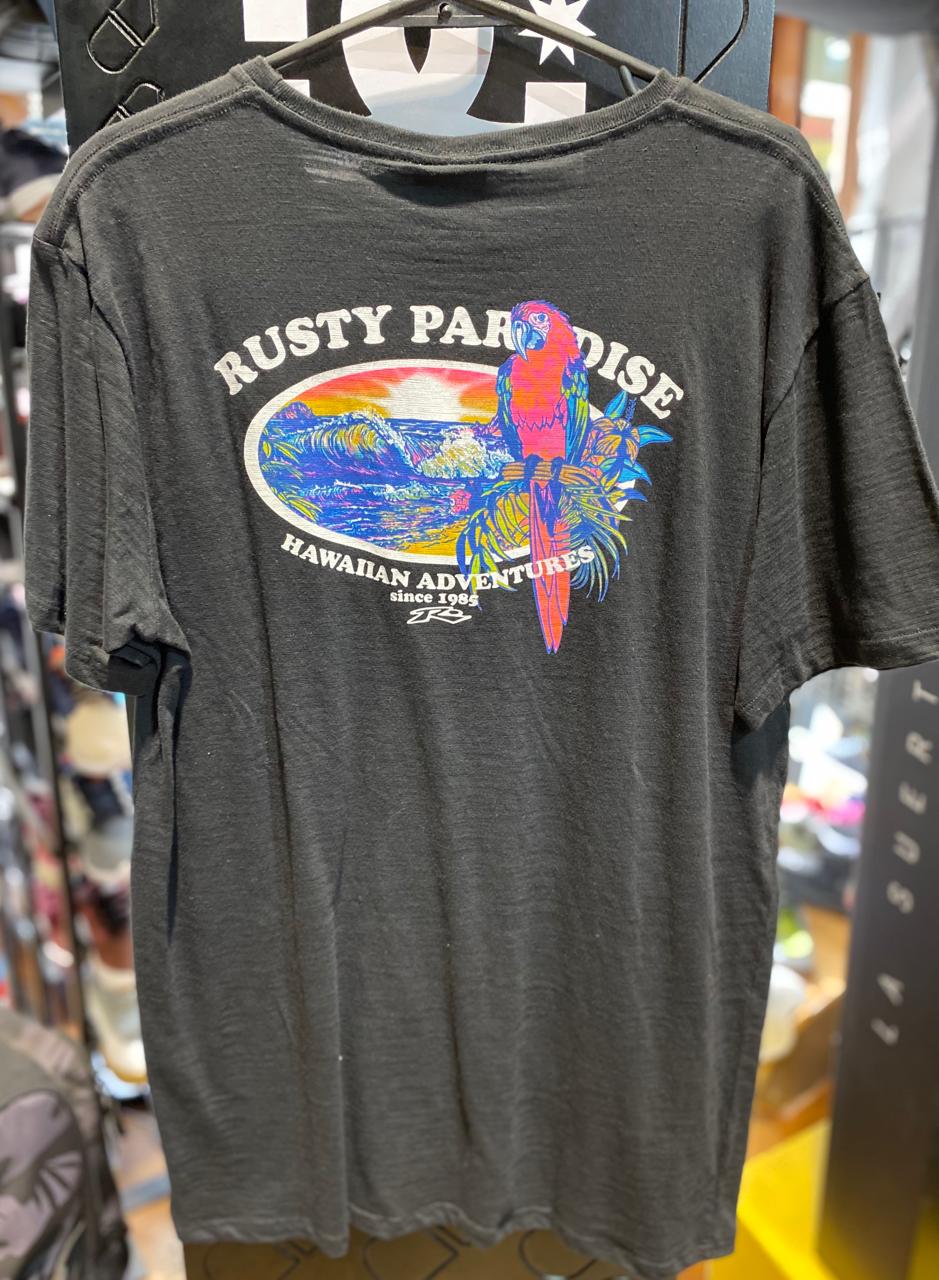 RUSTY PARADISE
HAWAIIAN ADVENTURES
since 1985
LA SUERT